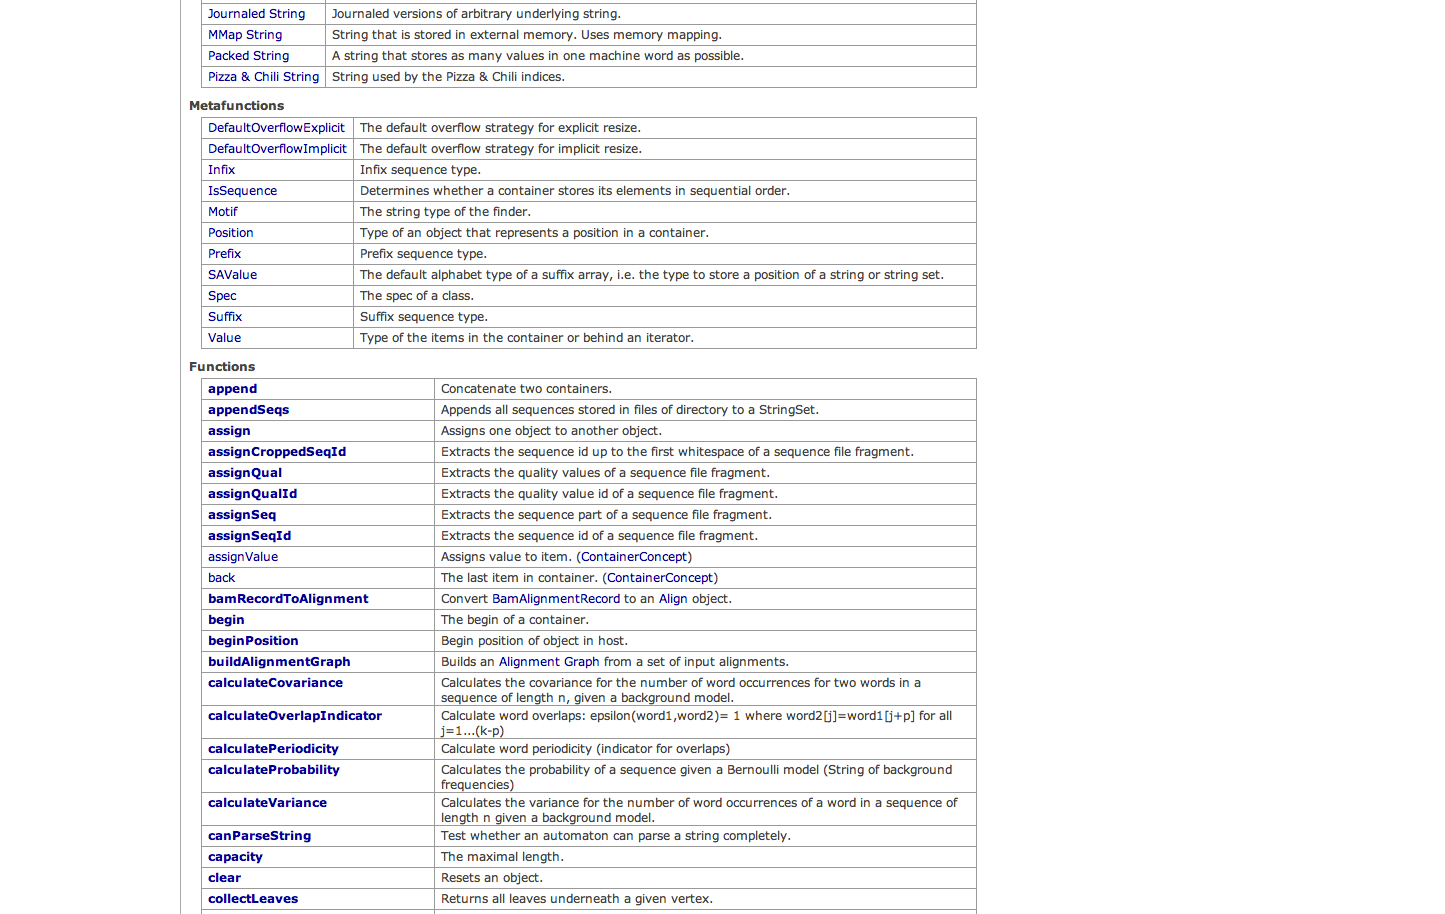 Journaled String Journaled versions of arbitrary underlying string.
MMap String String that is stored in external memory. Uses memory mapping.
Packed String A string that stores as many values in one machine word as possible.
Pizza & Chili String String used by the Pizza & Chili indices.
Metafunctions
DefaultOverflowExplicit The default overflow strategy for explicit resize.
DefaultOverflowImplicit The default overflow strategy for implicit resize.
Infix Infix sequence type.
IsSequence Determines whether a container stores its elements in sequential order.
Motif The string type of the finder.
Position Type of an object that represents a position in a container.
Prefix Prefix sequence type.
SAValue The default alphabet type of a suffix array, i.e. the type to store a position of a string or string set.
Spec The spec of a class.
Suffix Suffix sequence type.
Value Type of the items in the container or behind an iterator.
Functions
append Concatenate two containers.
appendSeqs Appends all sequences stored in files of directory to a StringSet.
assign Assigns one object to another object.
assignCroppedSeqId Extracts the sequence id up to the first whitespace of a sequence file fragment.
assignQual Extracts the quality values of a sequence file fragment.
assignQualId Extracts the quality value id of a sequence file fragment.
assignSeq Extracts the sequence part of a sequence file fragment.
assignSeqId Extracts the sequence id of a sequence file fragment.
assignValue Assigns value to item. (ContainerConcept)
back The last item in container. (ContainerConcept)
bamRecordToAlignment Convert BamAlignmentRecord to an Align object.
begin The begin of a container.
beginPosition Begin position of object in host.
buildAlignmentGraph Builds an Alignment Graph from a set of input alignments.
calculateCovariance Calculates the covariance for the number of word occurrences for two words in a
sequence of length n, given a background model.
calculateOverlapIndicator Calculate word overlaps: epsilon(word1,word2)= 1 where word2[j]=word1[j+p] for all
j=1...(k-p)
calculatePeriodicity Calculate word periodicity (indicator for overlaps)
calculateProbability Calculates the probability of a sequence given a Bernoulli model (String of background
frequencies)
calculateVariance Calculates the variance for the number of word occurrences of a word in a sequence of
length n given a background model.
canParseString Test whether an automaton can parse a string completely.
capacity The maximal length.
clear Resets an object.
collectLeaves Returns all leaves underneath a given vertex.